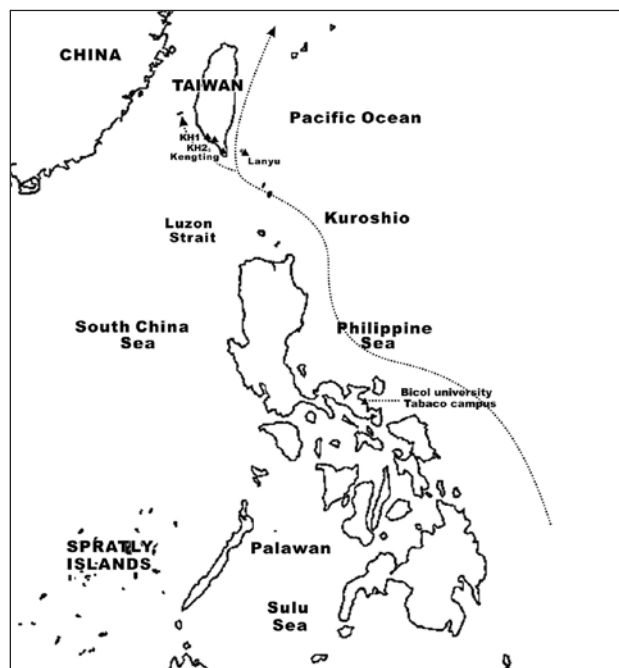 CHINA
TAIWAN
Pacific Ocean
KH1
KH2
Kengting
Lanyu
Kuroshio
Luzon
Strait
South China
Sea
Philippine
Sea
Bicol university
Tabaco campus
SPRATLY
ISLANDS
Palawan
Sulu
Sea